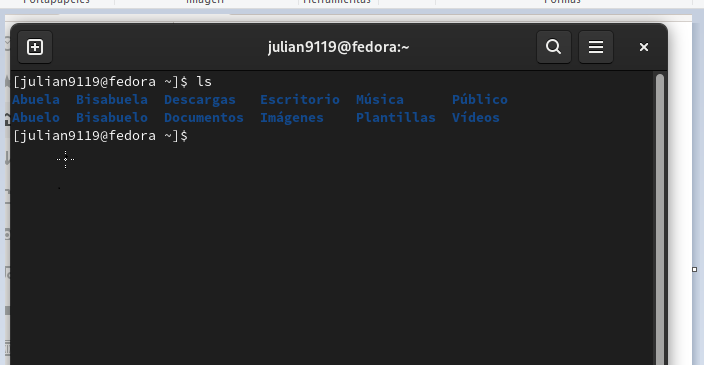 Portapapeles Imagen Herramientas Formas
julian9119@fedora:~
[julian9119@fedora ~]$ ls
Abuela Bisabuela Descargas Escritorio Música Público
Abuelo Bisabuelo Documentos Imágenes Plantillas Vídeos
[julian9119@fedora ~]$